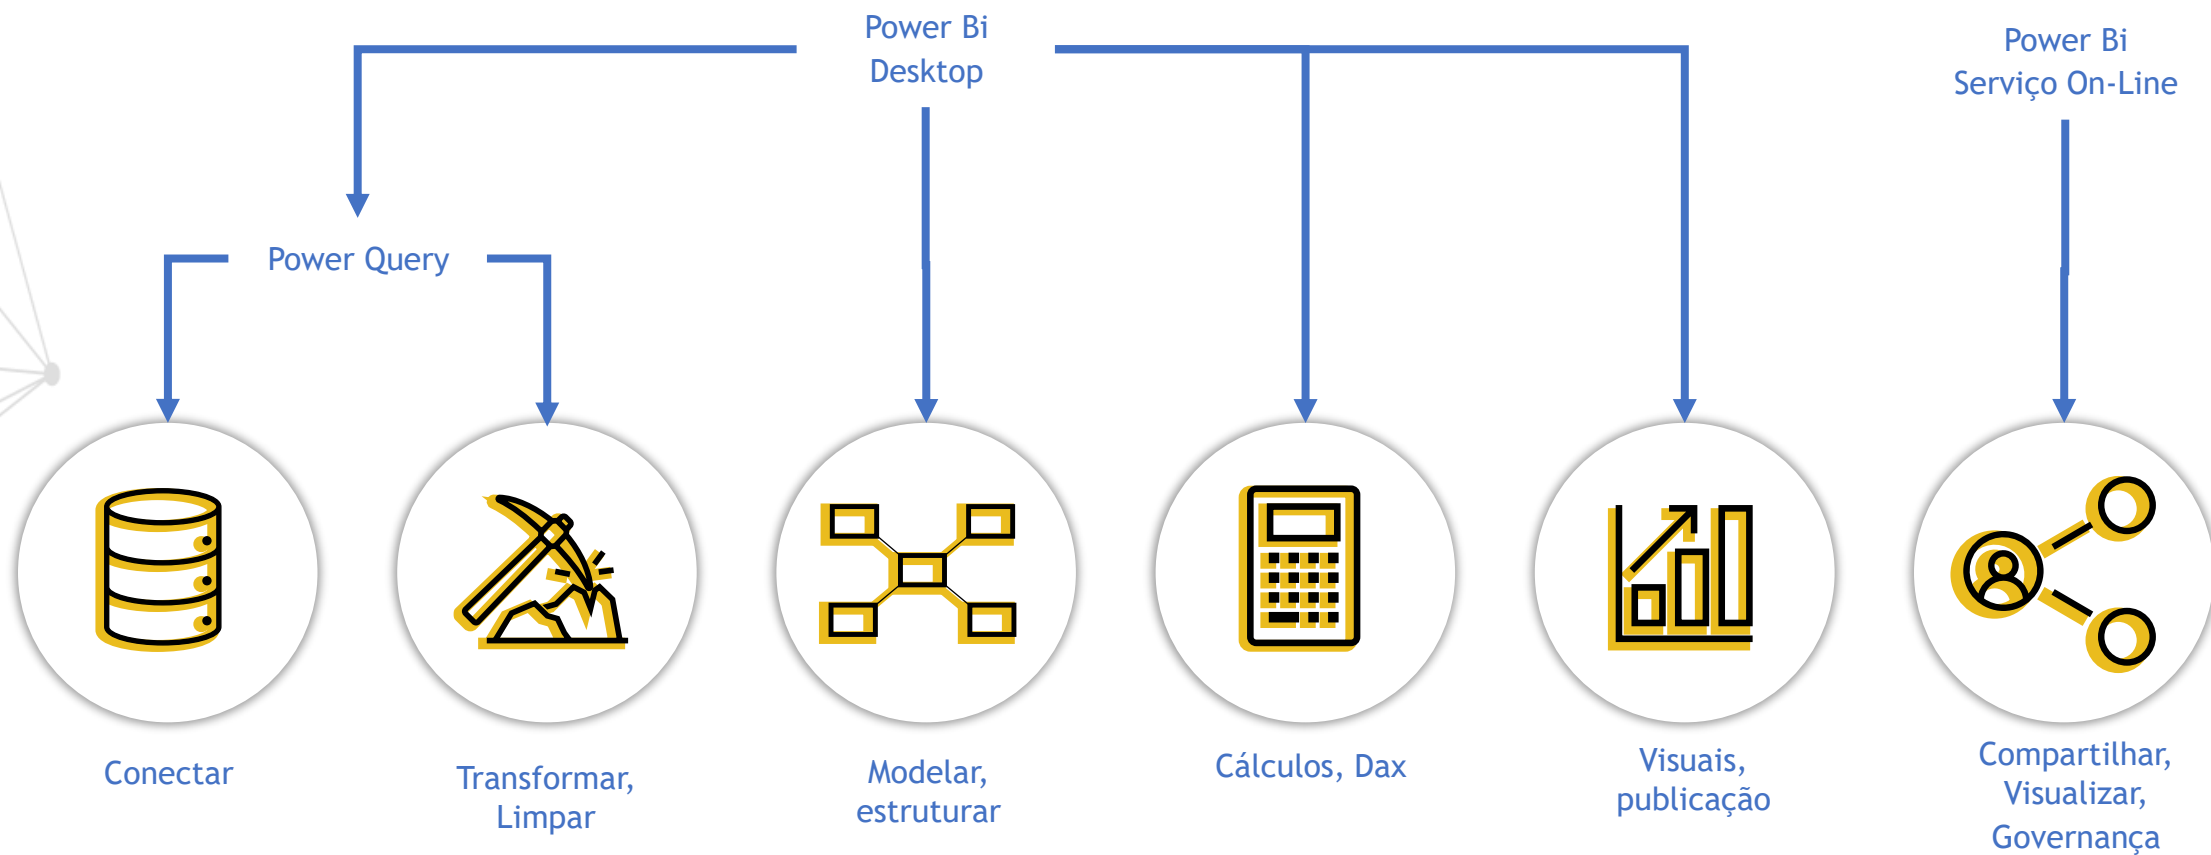 Power Bi
Desktop
Power Bi
Serviço On-Line
Power Query
Conectar
Transformar,
Limpar
Modelar,
estruturar
Cálculos, Dax
Visuais,
publicação
Compartilhar,
Visualizar,
Governança